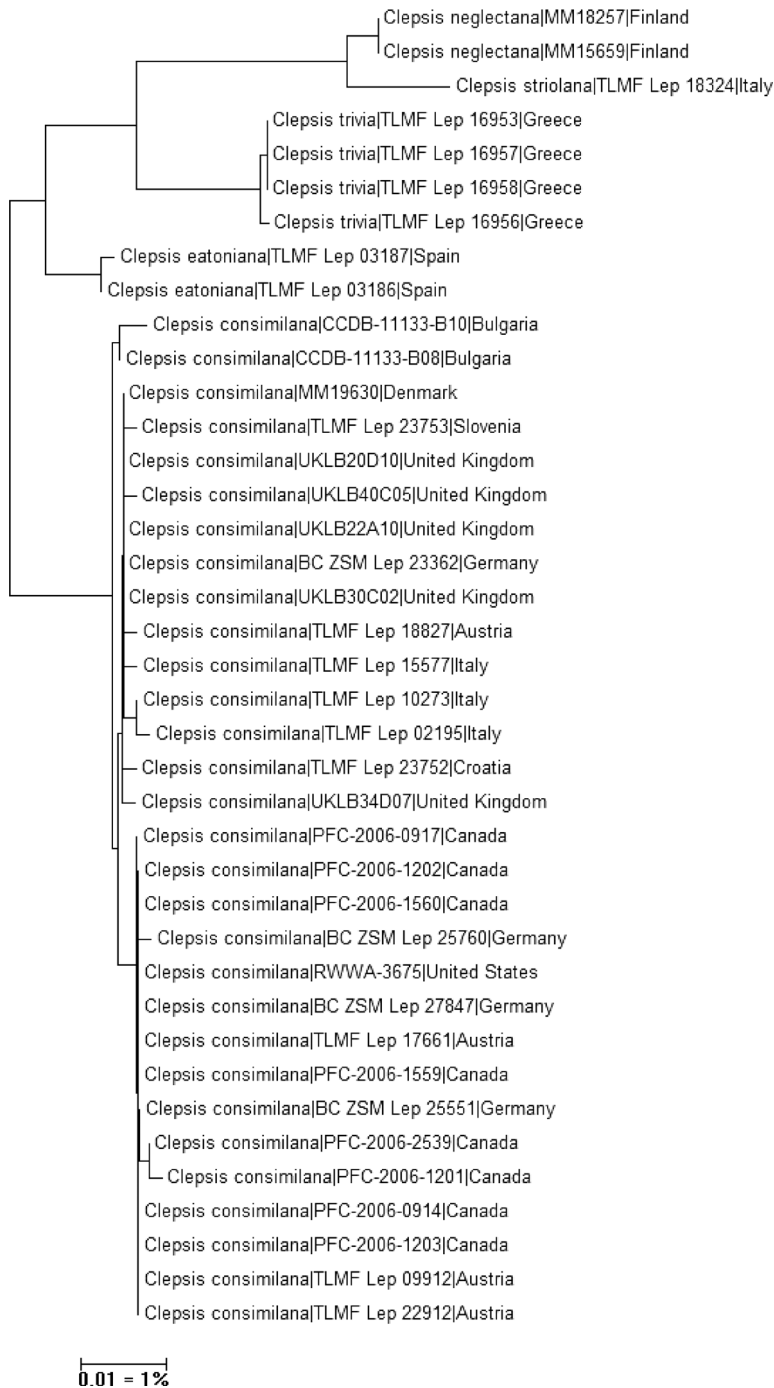 Clepsis neglectana|MM18257|Finland
Clepsis neglectana|MM15659|Finland
Clepsis striolana|TLMF Lep 18324|Italy
Clepsis trivia|TLMF Lep 16953|Greece
Clepsis trivia|TLMF Lep 16957|Greece
Clepsis trivia|TLMF Lep 16958|Greece
Clepsis trivia|TLMF Lep 16956|Greece
Clepsis eatoniana|TLMF Lep 03187|Spain
Clepsis eatoniana|TLMF Lep 03186|Spain
Clepsis consimilana|CCDB-11133-B10|Bulgaria
Clepsis consimilana|CCDB-11133-B08|Bulgaria
Clepsis consimilana|MM19630|Denmark
Clepsis consimilana|TLMF Lep 23753|Slovenia
Clepsis consimilana|UKLB20D10|United Kingdom
Clepsis consimilana|UKLB40C05|United Kingdom
Clepsis consimilana|UKLB22A10|United Kingdom
Clepsis consimilana|BC ZSM Lep 23362|Germany
Clepsis consimilana|UKLB30C02|United Kingdom
Clepsis consimilana|TLMF Lep 18827|Austria
Clepsis consimilana|TLMF Lep 15577|Italy
Clepsis consimilana|TLMF Lep 10273|Italy
Clepsis consimilana|TLMF Lep 02195|Italy
Clepsis consimilana|TLMF Lep 23752|Croatia
Clepsis consimilana|UKLB34D07|United Kingdom
Clepsis consimilana|PFC-2006-0917|Canada
Clepsis consimilana|PFC-2006-1202|Canada
Clepsis consimilana|PFC-2006-1560|Canada
Clepsis consimilana|BC ZSM Lep 25760|Germany
Clepsis consimilana|RWWA-3675|United States
Clepsis consimilana|BC ZSM Lep 27847|Germany
Clepsis consimilana|TLMF Lep 17661|Austria
Clepsis consimilana|PFC-2006-1559|Canada
Clepsis consimilana|BC ZSM Lep 25551|Germany
Clepsis consimilana|PFC-2006-2539|Canada
Clepsis consimilana|PFC-2006-1201|Canada
Clepsis consimilana|PFC-2006-0914|Canada
Clepsis consimilana|PFC-2006-1203|Canada
Clepsis consimilana|TLMF Lep 09912|Austria
Clepsis consimilana|TLMF Lep 22912|Austria
0.01 = 1%